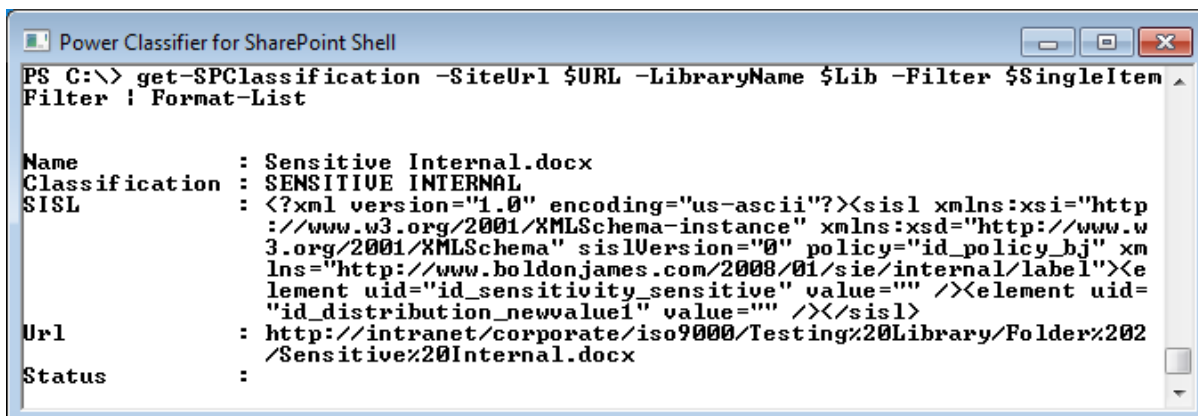 Power Classifier for SharePoint Shell
PS C:\> get-SPClassification -SiteUrl $URL -LibraryName $Lib -Filter $SingleItem
Filter | Format-List
Name : Sensitive Internal.docx
Classification : SENSITIVE INTERNAL
SISL : <?xml version="1.0" encoding="us-ascii"?><sisl xmlns:xsi="http
://www.w3.org/2001/XMLSchema-instance" xmlns:xsd="http://www.w
3.org/2001/XMLSchema" sislVersion="0" policy="id_policy_bj" xm
lns="http://www.boldonjames.com/2008/01/sie/internal/label"><e
lement uid="id_sensitivity_sensitive" value="" /><element uid=
"id_distribution_newvalue1" value="" /></sisl>
Url : http://intranet/corporate/iso9000/Testing%20Library/Folder%202
/Sensitive%20Internal.docx
Status :